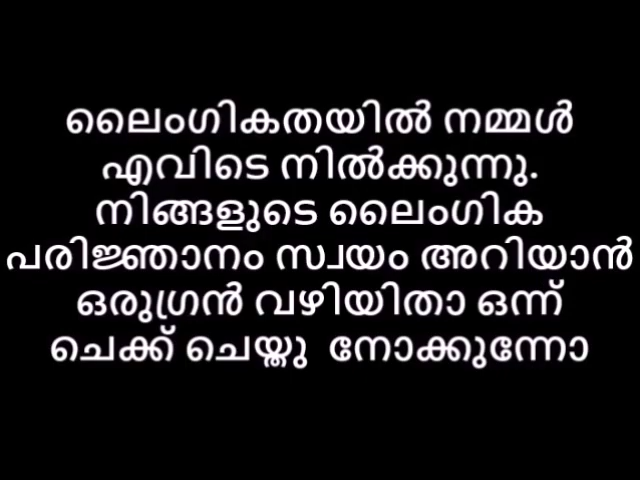 ലൈംഗികതയിൽ നമ്മൾ
എവിടെ നിൽക്കുന്നു.
നിങ്ങളുടെ ലൈംഗിക
പരിജ്ഞാനം സ്വയം അറിയാൻ
ഒരുഗ്രൻ വഴിയിതാ ഒന്ന്
ചെക്ക് ചെയ്തു നോക്കുന്നോ